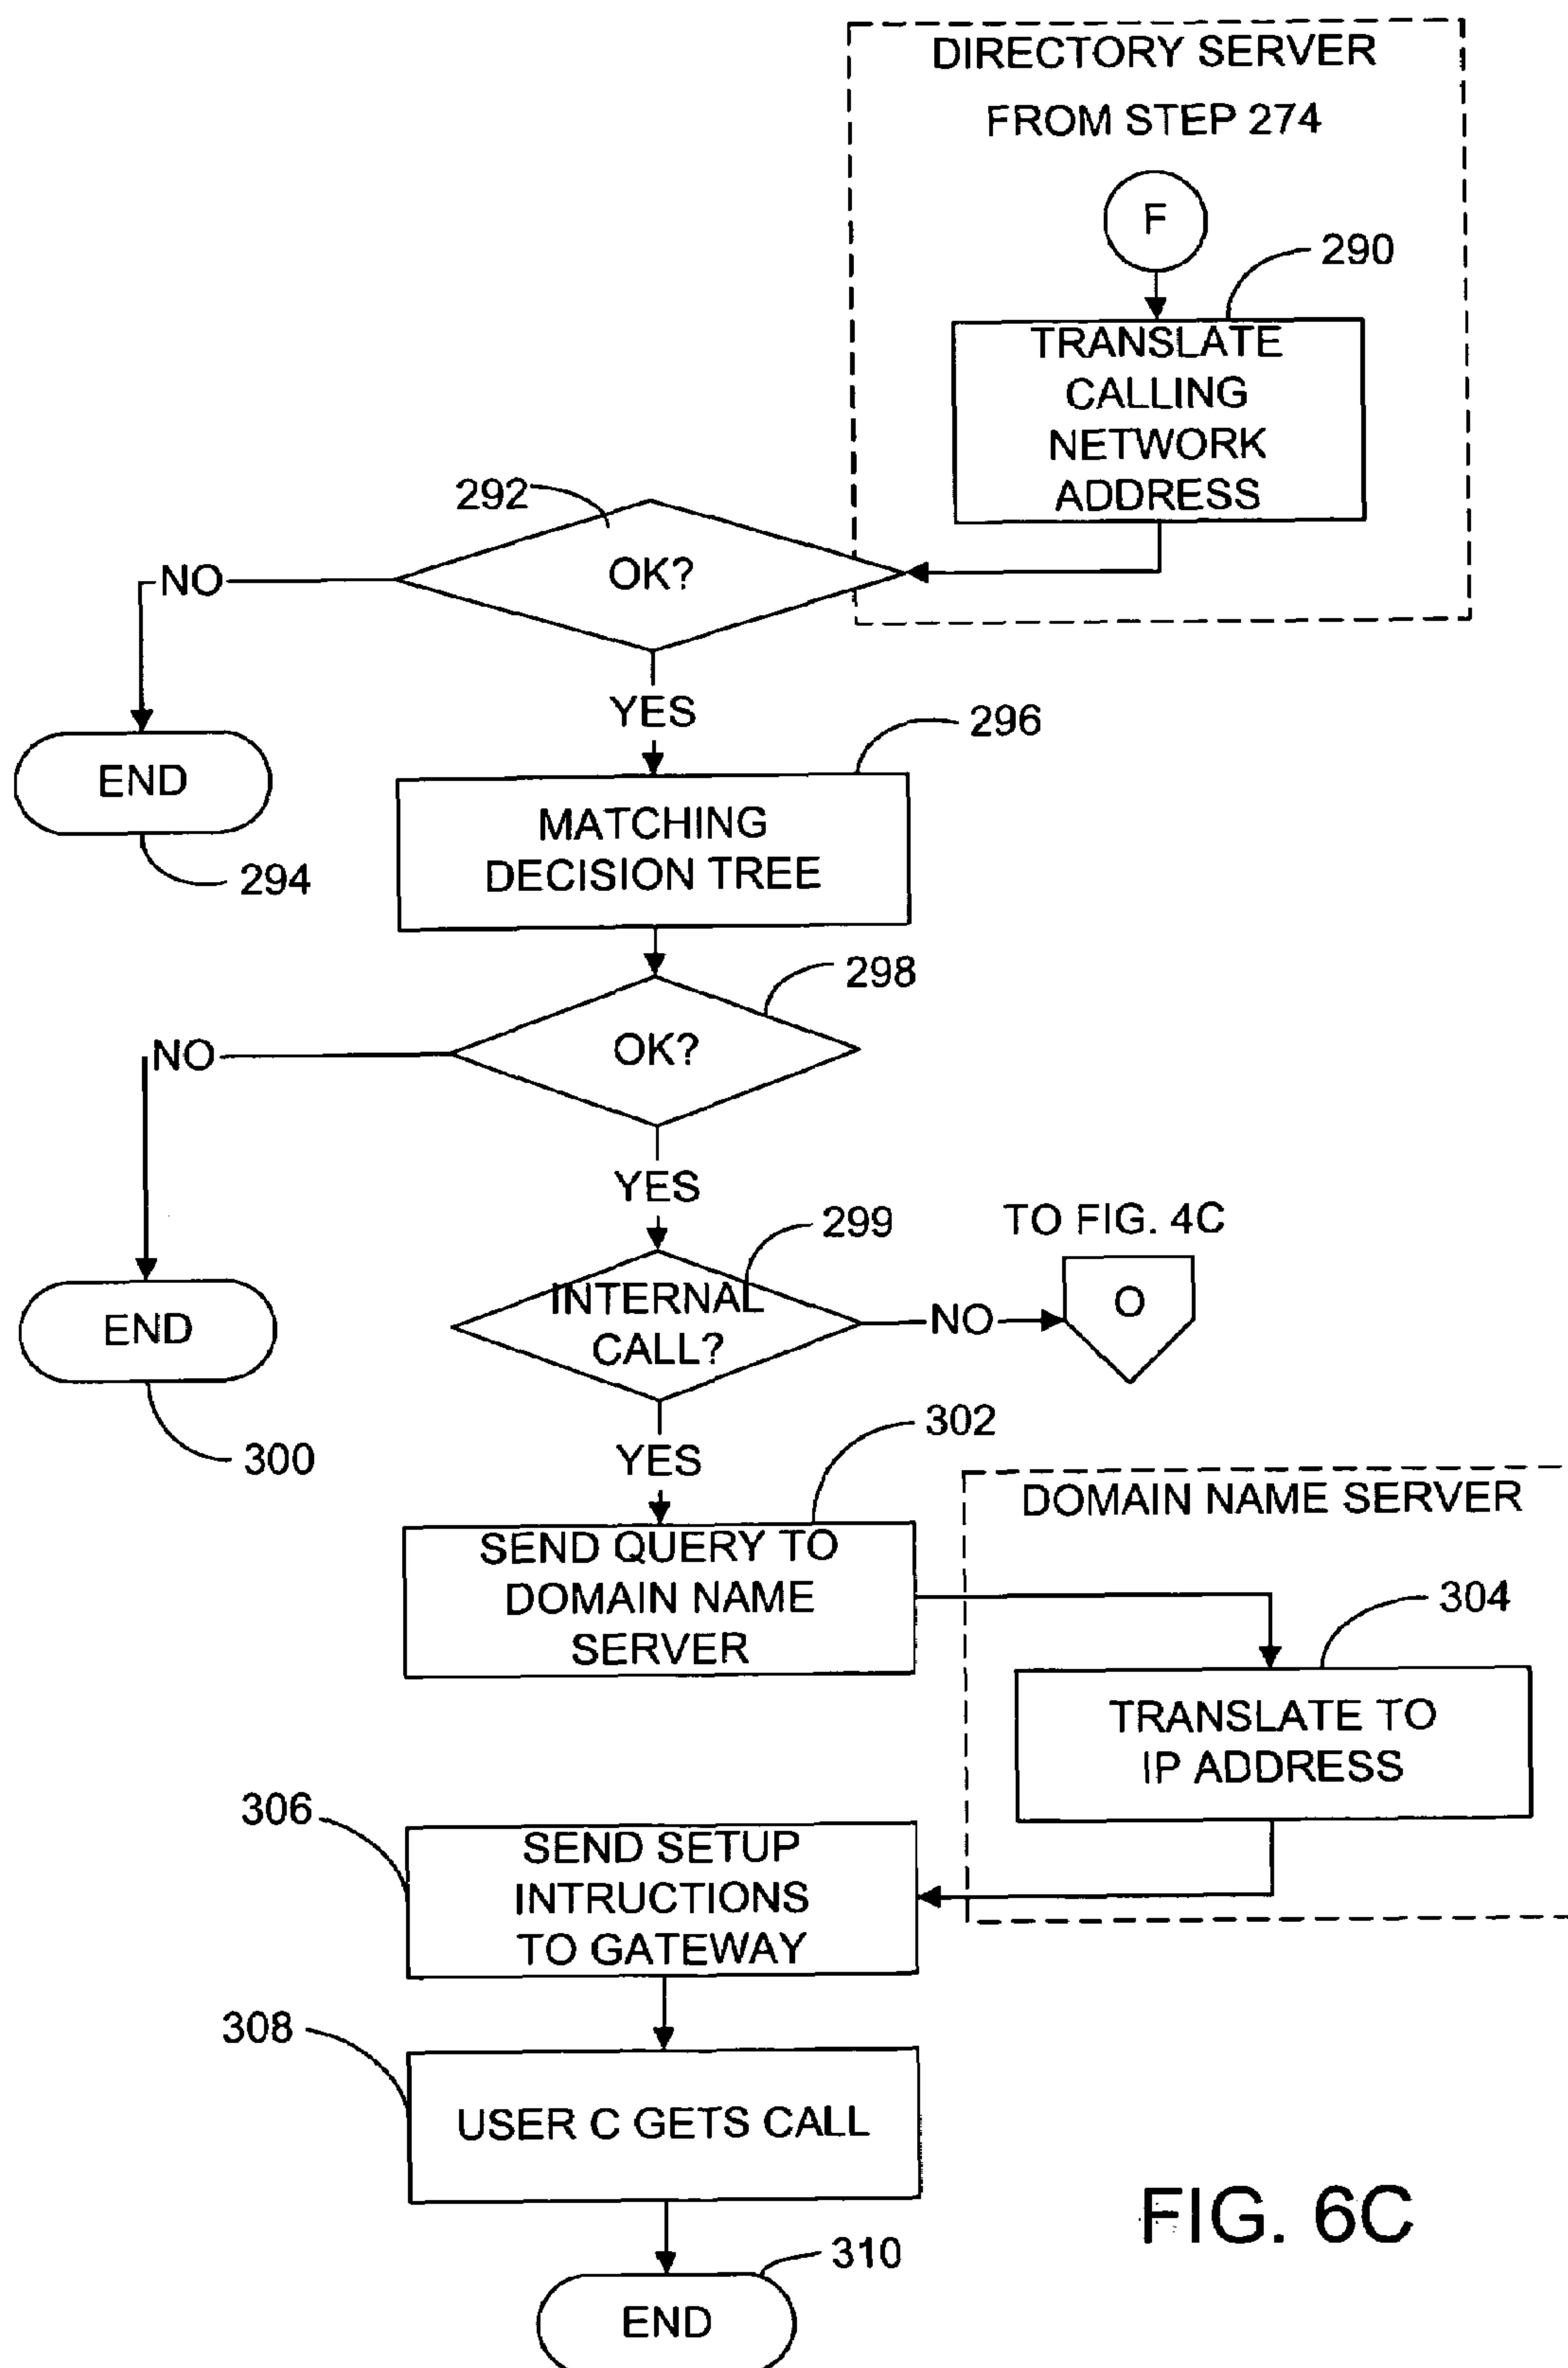 DIRECTORY SERVER
FROM STEP 274
F
290
TRANSLATE
CALLING
NETWORK
ADDRESS
292
OK?
NO
YES
END
294
296
MATCHING
DECISION TREE
298
OK?
NO
YES
END
300
299
INTERNAL
CALL?
NO
TO FIG. 4C
O
YES
302
SEND QUERY TO
DOMAIN NAME
SERVER
DOMAIN NAME SERVER
304
TRANSLATE TO
IP ADDRESS
306
SEND SETUP
INTRUCTIONS
TO GATEWAY
308
USER C GETS CALL
310
END
FIG. 6C